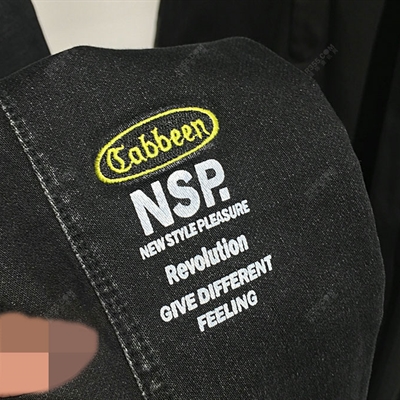 Cabbeen
NSP.
NEW STYLE PLEASURE
Revolution
GIVE DIFFERENT
FEELING